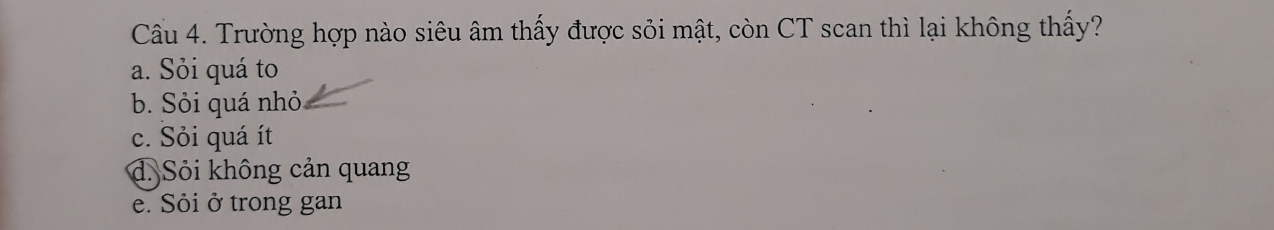 Câu 4. Trường hợp nào siêu âm thấy được sỏi mật, còn CT scan thì lại không thấy?
a. Sỏi quá to
b. Sỏi quá nhỏ
c. Sỏi quá ít
d. Sỏi không cản quang
e. Sỏi ở trong gan